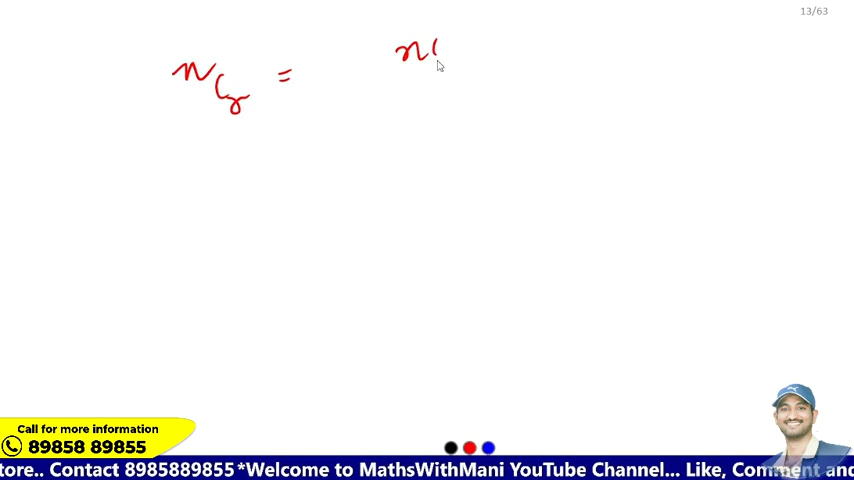 13/63
nCr = n(
Call for more information
89858 89855
tore.. Contact 8985889855 *Welcome to MathsWithMani YouTube Channel... Like, Comment and